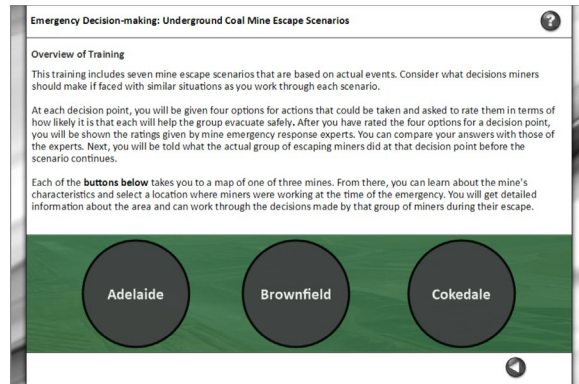 Emergency Decision-making: Underground Coal Mine Escape Scenarios
?
Overview of Training
This training includes seven mine escape scenarios that are based on actual events. Consider what decisions miners
should make if faced with similar situations as you work through each scenario.
At each decision point, you will be given four options for actions that could be taken and asked to rate them in terms of
how likely it is that each will help the group evacuate safely. After you have rated the four options for a decision point,
you will be shown the ratings given by mine emergency response experts. You can compare your answers with those of
the experts. Next, you will be told what the actual group of escaping miners did at that decision point before the
scenario continues.
Each of the buttons below takes you to a map of one of three mines. From there, you can learn about the mine's
characteristics and select a location where miners were working at the time of the emergency. You will get detailed
information about the area and can work through the decisions made by that group of miners during their escape.
Adelaide
Brownfield
Cokedale